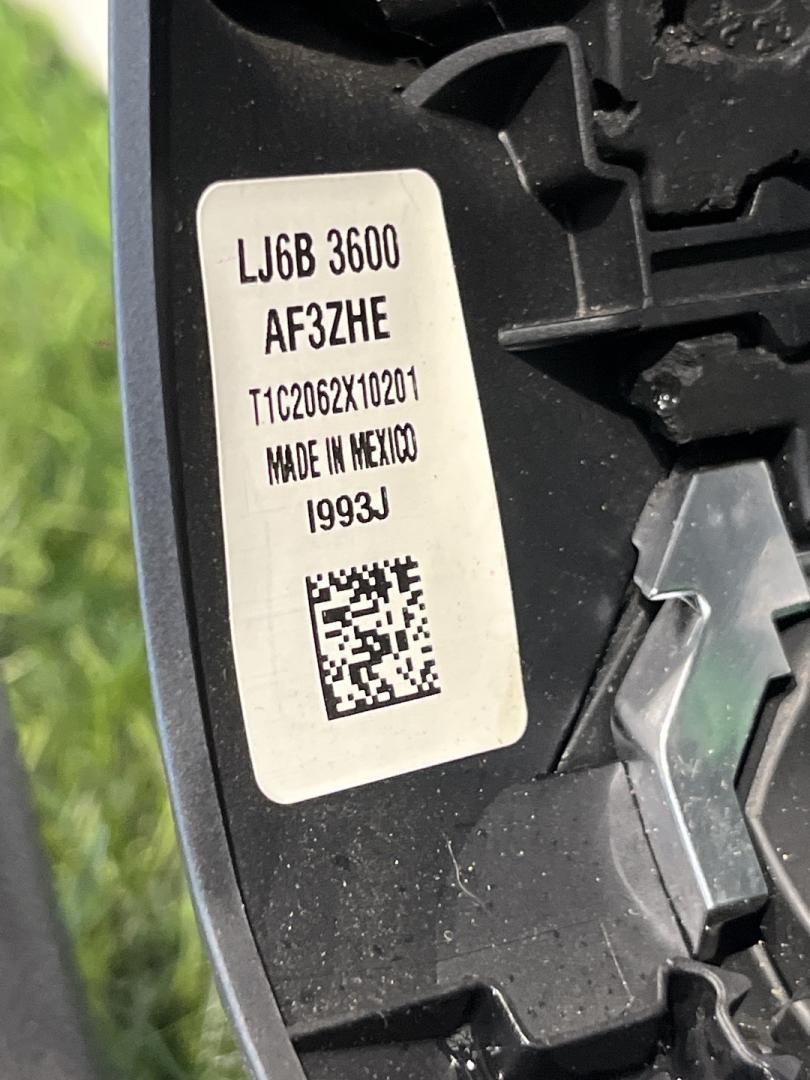 LJ6B 3600
AF3ZHE
T1C2062X10201
MADE IN MEXICO
I993J